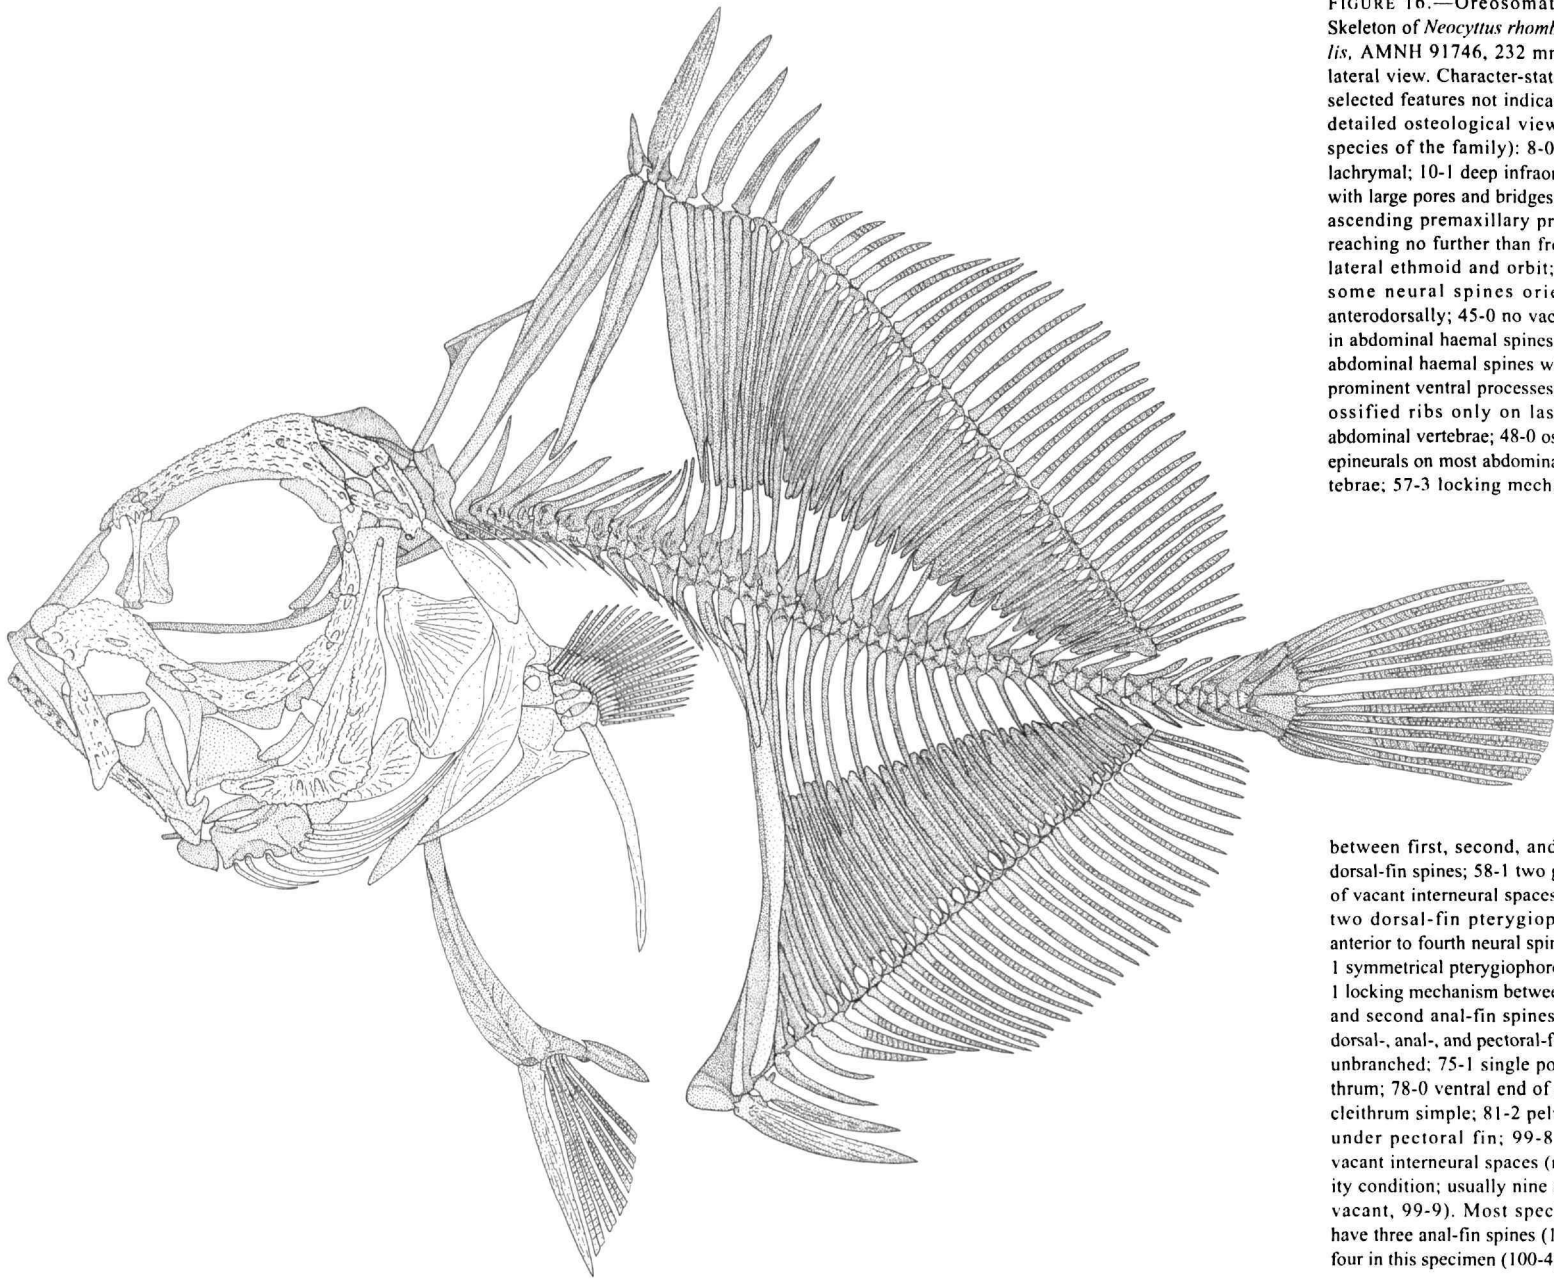 FIGURE 16.—Oreosomat
Skeleton of Neocyttus rhoml
lis, AMNH 91746, 232 mr
lateral view. Character-stat
selected features not indica
detailed osteological view
species of the family): 8-0
lachrymal; 10-1 deep infraor
with large pores and bridges
ascending premaxillary pr
reaching no further than fr
lateral ethmoid and orbit;
some neural spines orie
anterodorsally; 45-0 no vac
in abdominal haemal spines
abdominal haemal spines w
prominent ventral processes
ossified ribs only on las
abdominal vertebrae; 48-0 os
epineurals on most abdomina
tebrae; 57-3 locking mech
between first, second, and
dorsal-fin spines; 58-1 two g
of vacant interneural spaces
two dorsal-fin pterygiop
anterior to fourth neural spin
1 symmetrical pterygiophore
1 locking mechanism betwee
and second anal-fin spines
dorsal-, anal-, and pectoral-f
unbranched; 75-1 single po
thrum; 78-0 ventral end of
cleithrum simple; 81-2 pel
under pectoral fin; 99-8
vacant interneural spaces (r
ity condition; usually nine
vacant, 99-9). Most spec
have three anal-fin spines (1
four in this specimen (100-4